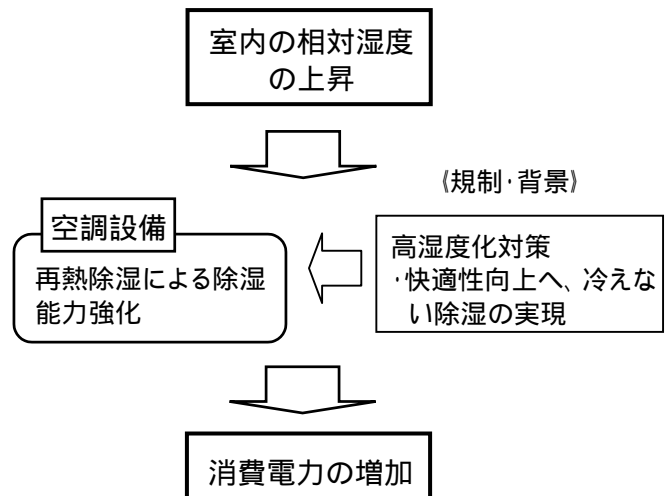 室内の相対湿度
の上昇
《規制・背景》
空調設備
再熱除湿による除湿
能力強化
高湿度化対策
・快適性向上へ、冷えな
い除湿の実現
消費電力の増加